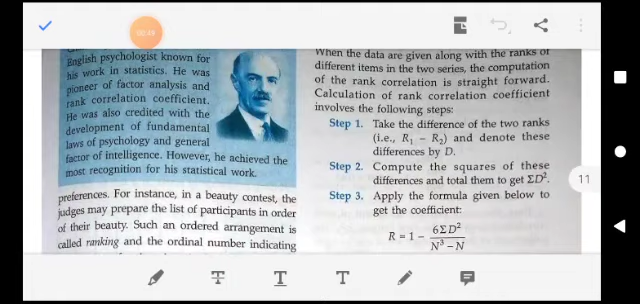 00:49
English psychologist known for
his work in statistics. He was
pioneer of factor analysis and
rank correlation coefficient.
He was also credited with the
development of fundamental
laws of psychology and general
factor of intelligence. However, he achieved the
most recognition for his statistical work.
preferences. For instance, in a beauty contest, the
judges may prepare the list of participants in order
of their beauty. Such an ordered arrangement is
called ranking and the ordinal number indicating
When the data are given along with the ranks of
different items in the two series, the computation
of the rank correlation is straight forward.
Calculation of rank correlation coefficient
involves the following steps:
Step 1. Take the difference of the two ranks
(i.e., R₁ – R₂) and denote these
differences by D.
Step 2. Compute the squares of these
differences and total them to get ΣD².
Step 3. Apply the formula given below to
get the coefficient:
R = 1 – 6ΣD² / N³ – N
11
T T T